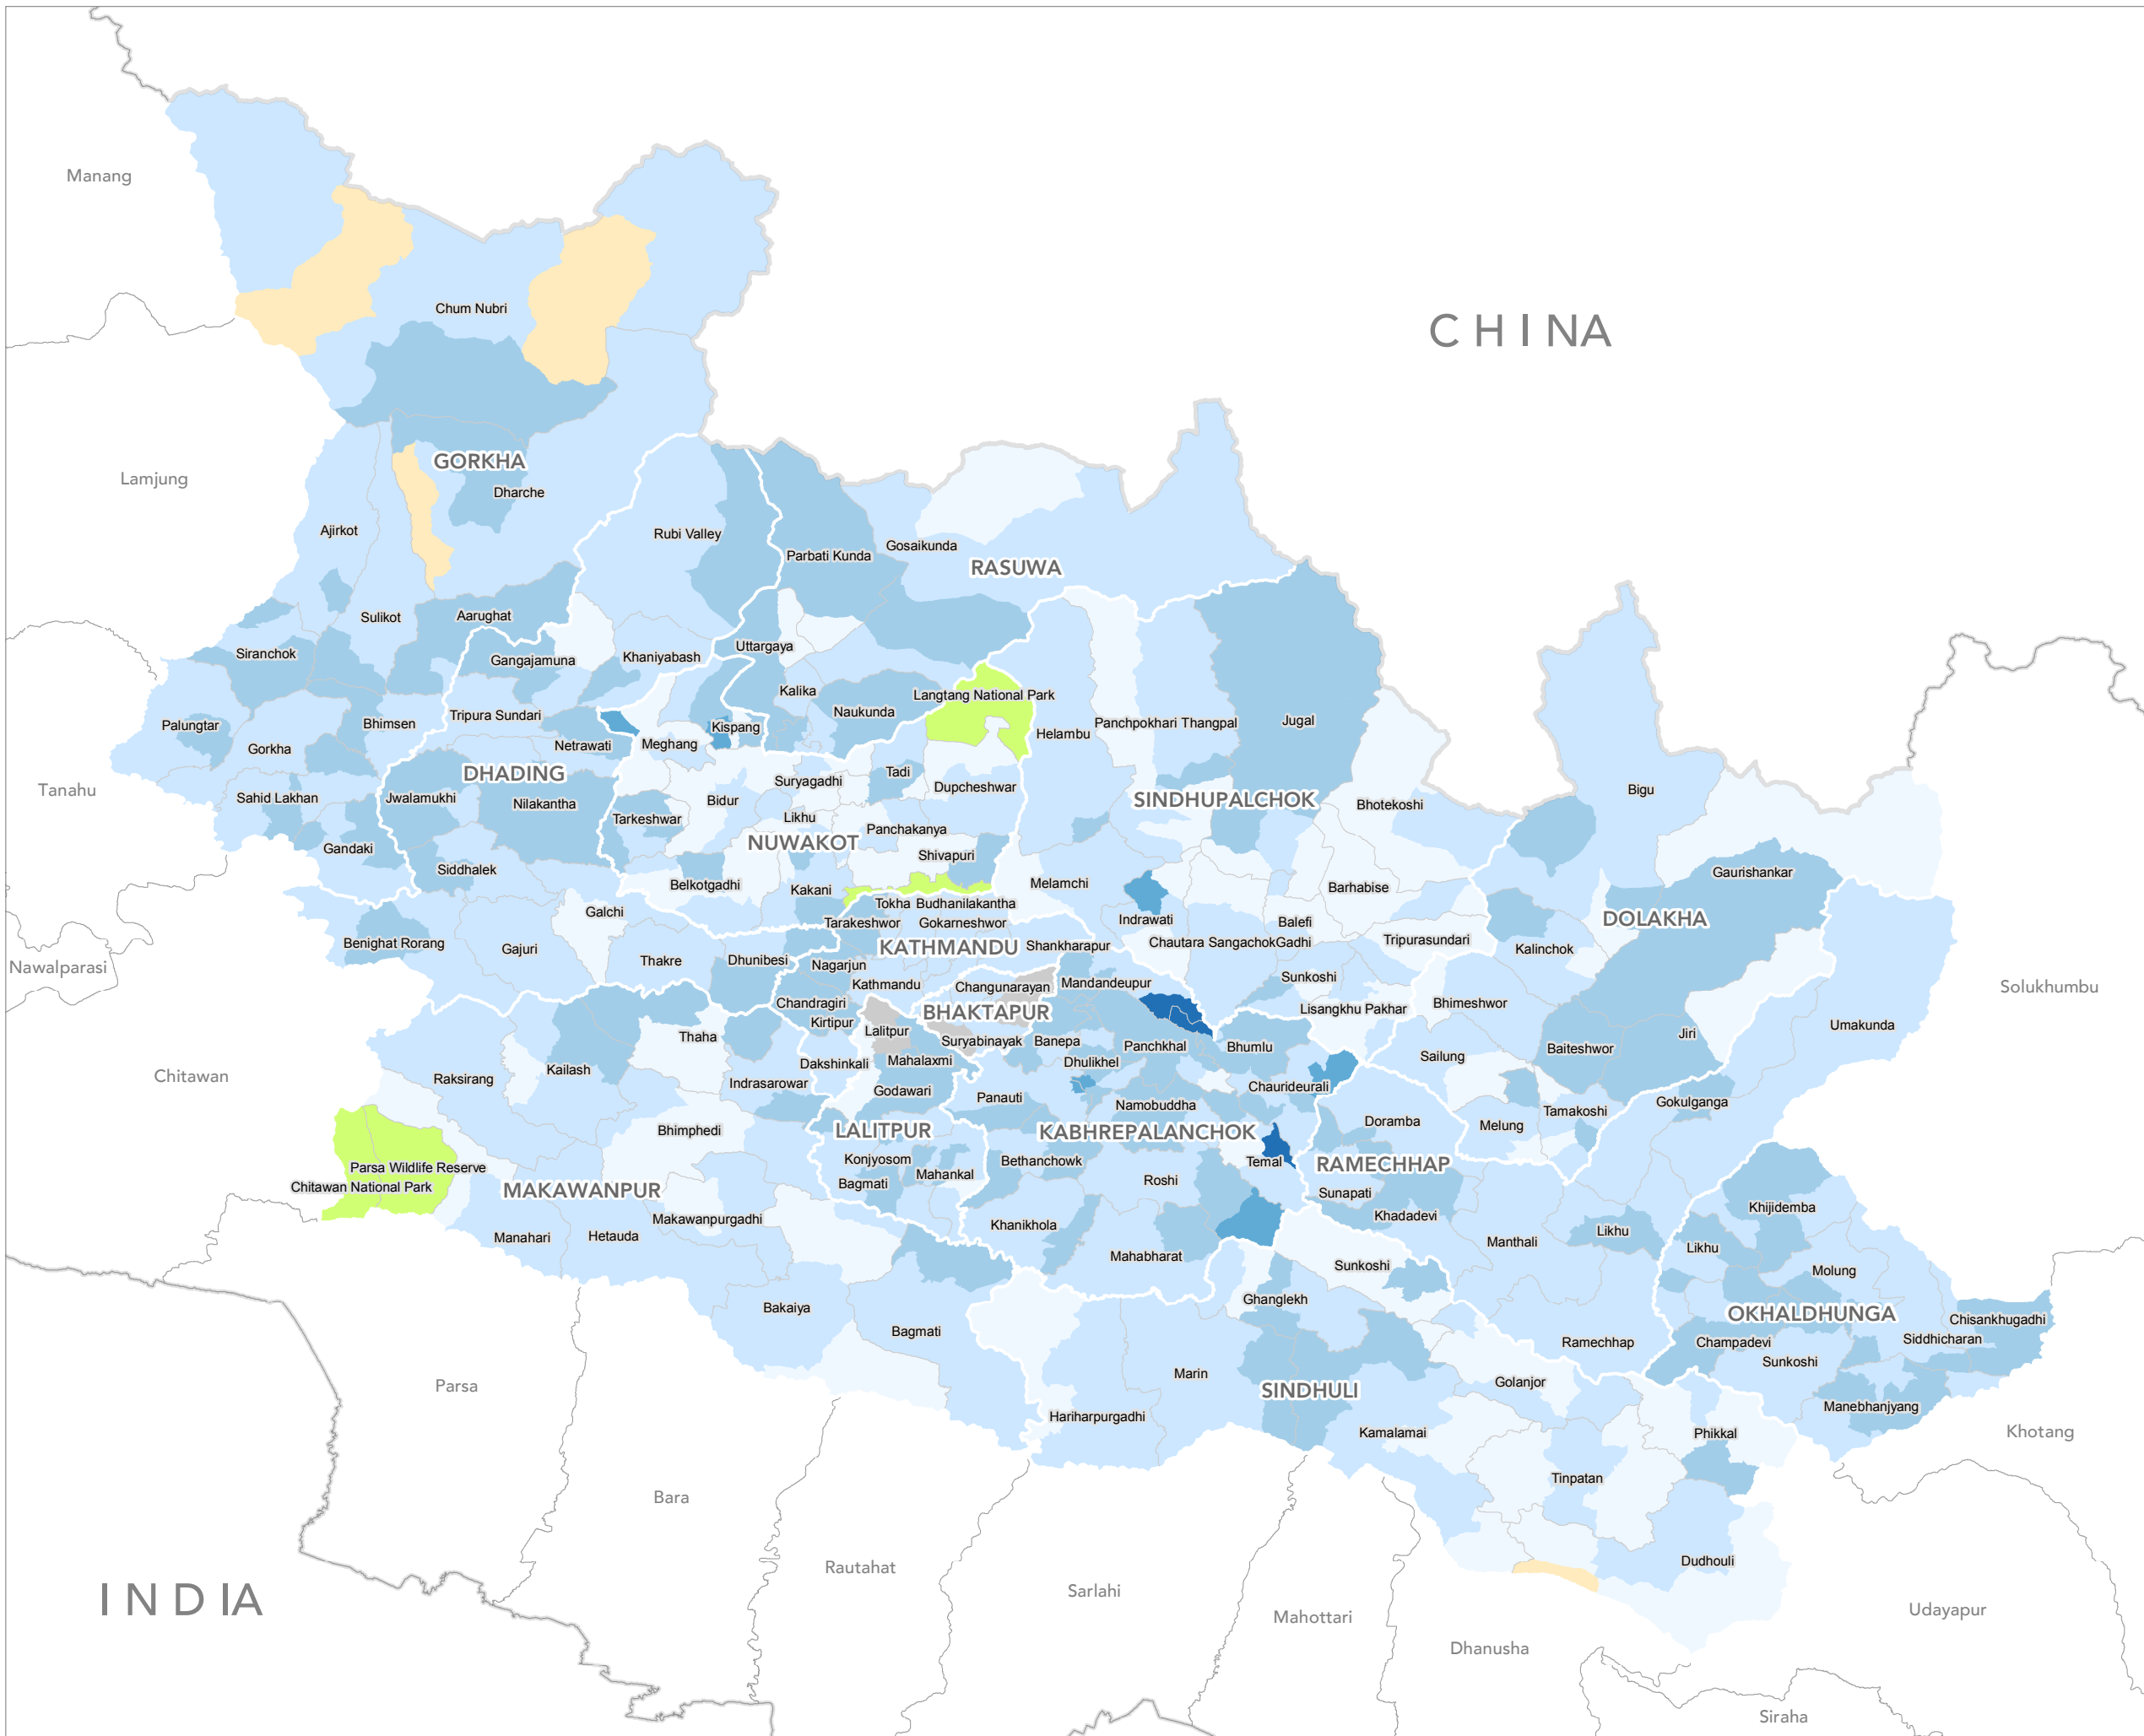 Manang
C H I N A
Chum Nubri
Lamjung
GORKHA
Dharche
Ajirkot
Rubi Valley
Parbati Kunda
Gosaikunda
RASUWA
Sulikot
Aarughat
Siranchok
Gangajamuna
Khaniyabash
Uttargaya
Kalika
Naukunda
Langtang National Park
Palungtar
Bhimsen
Tripura Sundari
Kispang
Helambu
Panchpokhari Thangpal
Jugal
Gorkha
Netrawati
Meghang
DHADING
Tadi
Suryagadhi
Dupcheshwar
Tanahu
Sahid Lakhan
Jwalamukhi
Nilakantha
Bidur
SINDHUPALCHOK
Bhotekoshi
Bigu
Tarkeshwar
Likhu
Panchakanya
NUWAKOT
Gandaki
Siddhalek
Shivapuri
Belkotgadhi
Kakani
Melamchi
Barhabise
Gaurishankar
Tokha
Budhanilakantha
Galchi
Tarakeshwor
Gokarneshwor
Indrawati
Balefi
DOLAKHA
Benighat Rorang
Gajuri
KATHMANDU
Shankharapur
Chautara Sangachok
Gadhi
Tripurasundari
Kalinchok
Thakre
Dhunibesi
Nagarjun
Nawalparasi
Kathmandu
Changunarayan
Mandandeupur
Sunkoshi
Solukhumbu
Chandragiri
BHAKTAPUR
Lisangkhu Pakhar
Bhimeshwor
Kirtipur
Lalitpur
Umakunda
Thaha
Suryabinayak
Banepa
Panchkhal
Bhumlu
Baiteshwor
Jiri
Chitawan
Kailash
Dakshinkali
Mahalaxmi
Dhulikhel
Sailung
Raksirang
Indrasarowar
Godawari
Panauti
Namobuddha
Chaurideurali
Gokulganga
Tamakoshi
Bhimphedi
LALITPUR
KABHREPALANCHOK
Doramba
Melung
Parsa Wildlife Reserve
Konjyosom
Bethanchowk
Temal
RAMECHHAP
Chitawan National Park
MAKAWANPUR
Bagmati
Mahankal
Roshi
Sunapati
Khijidemba
Makawanpurgadhi
Khanikhola
Khadadevi
Manahari
Hetauda
Mahabharat
Manthali
Likhu
Likhu
Sunkoshi
Molung
Bakaiya
Ghanglekh
OKHALDHUNGA
Chisankhugadhi
Bagmati
Ramechhap
Champadevi
Siddhicharan
Sunkoshi
Parsa
Marin
SINDHULI
Golanjor
Hariharpurgadhi
Manebhanjyang
Kamalamai
Phikkal
Khotang
Tinpatan
Bara
Dudhouli
Rautahat
Sarlahi
I N D I A
Mahottari
Udayapur
Dhanusha
Siraha